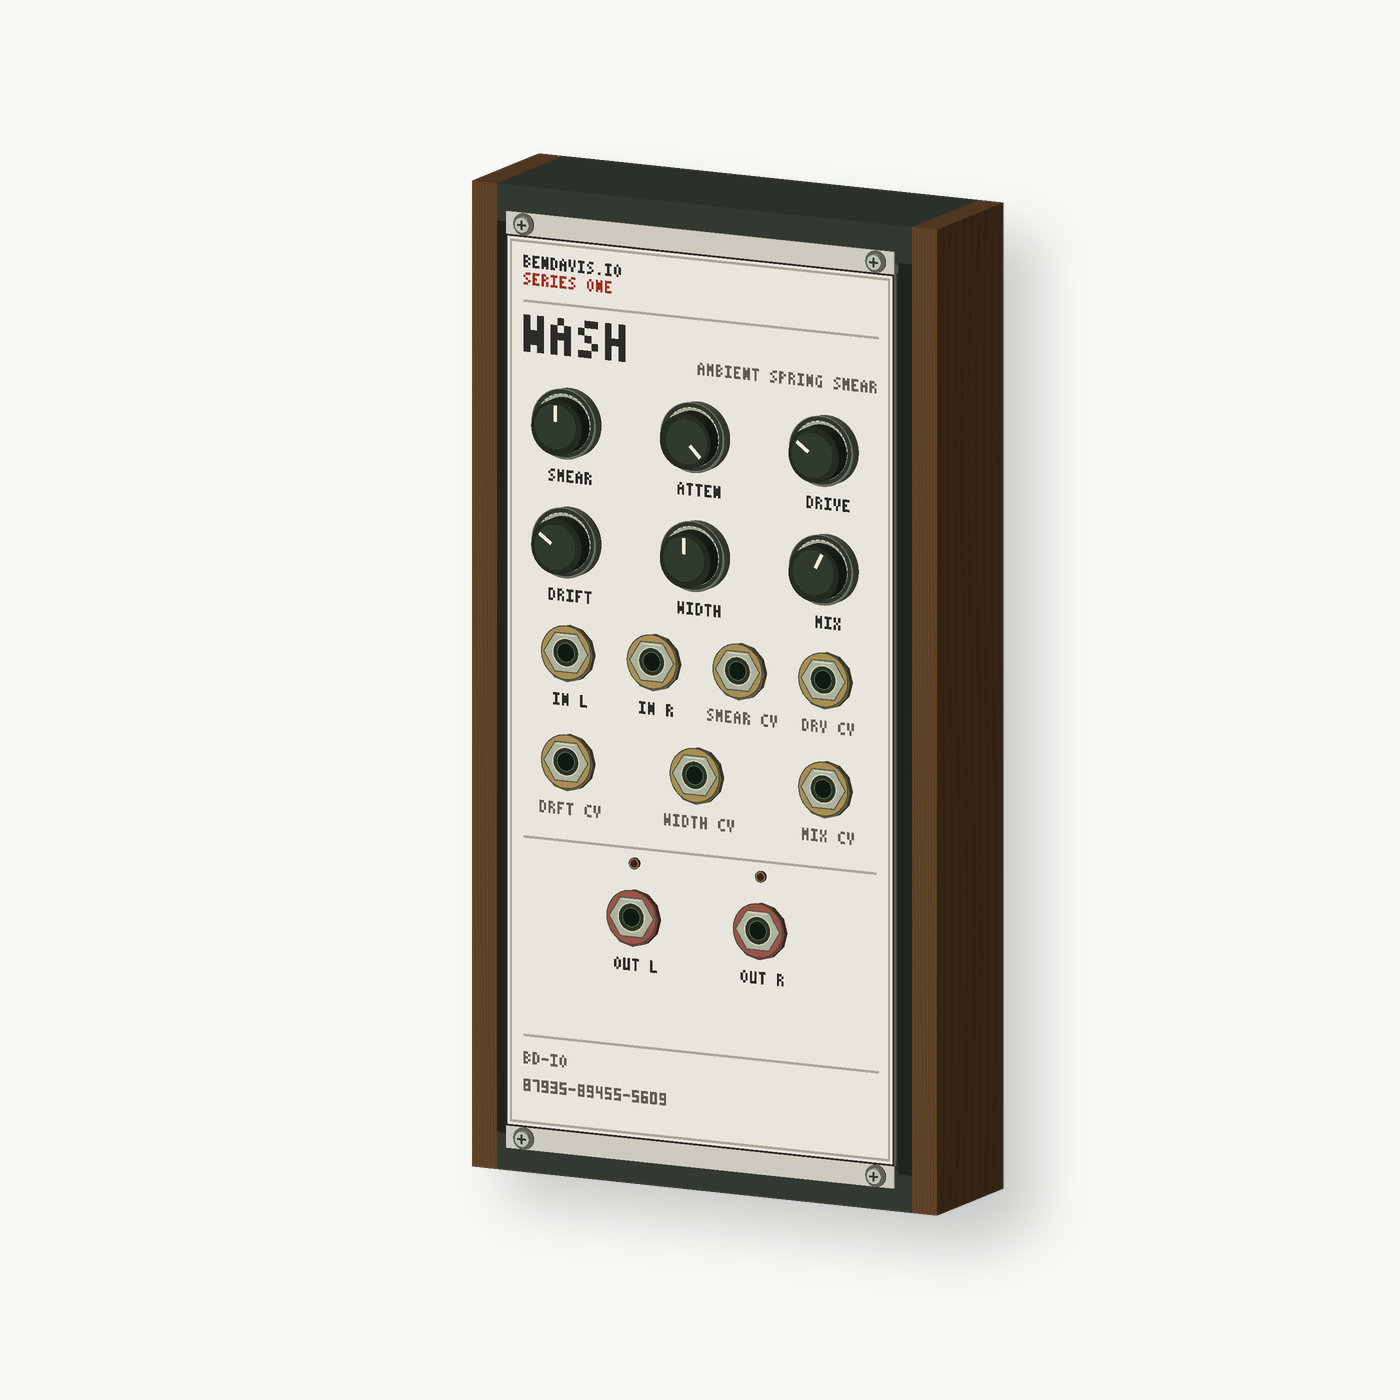 BENDAVIS.IO
SERIES ONE
WASH
AMBIENT SPRING SMEAR
SMEAR ATTEN DRIVE
DRIFT WIDTH MIX
IN L IN R SMEAR CV DRV CV
DRFT CV WIDTH CV MIX CV
OUT L OUT R
BD-IO
87935-89455-5609